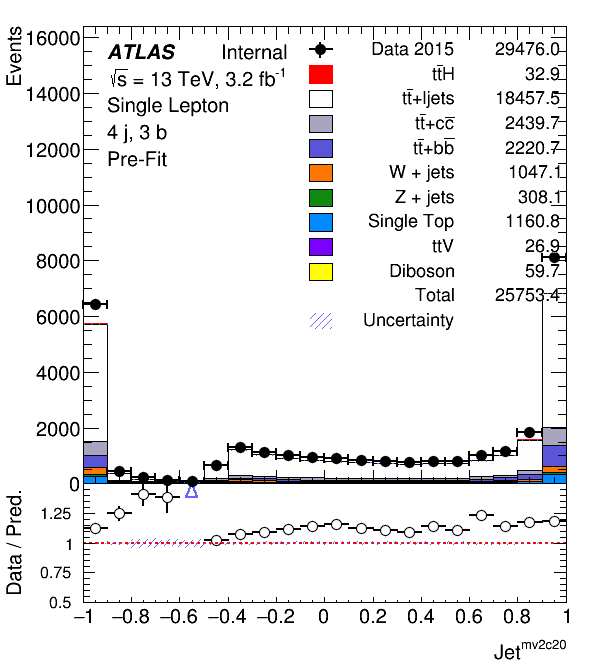 Events
16000
14000
12000
10000
8000
6000
4000
2000
0
ATLAS Internal
√s = 13 TeV, 3.2 fb⁻¹
Single Lepton
4 j, 3 b
Pre-Fit
Data 2015 29476.0
tt̄H 32.9
tt̄+ljets 18457.5
tt̄+cc̄ 2439.7
tt̄+bb̄ 2220.7
W + jets 1047.1
Z + jets 308.1
Single Top 1160.8
ttV 26.9
Diboson 59.7
Total 25753.4
Uncertainty
Data / Pred.
1.25
1
0.75
0.5
−1 −0.8 −0.6 −0.4 −0.2 0 0.2 0.4 0.6 0.8 1
Jet^mv2c20